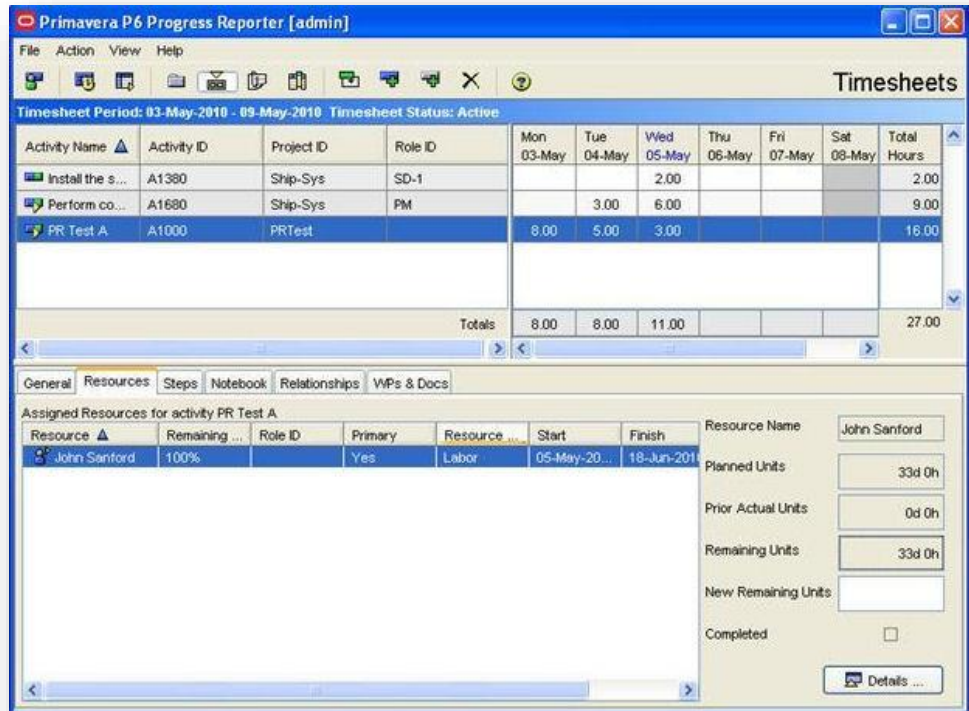 Primavera P6 Progress Reporter [admin]
File Action View Help
Timesheets
Timesheet Period: 03-May-2010 - 09-May-2010 Timesheet Status: Active
Activity Name Activity ID Project ID Role ID Mon 03-May Tue 04-May Wed 05-May Thu 06-May Fri 07-May Sat 08-May Total Hours
Install the s... A1380 Ship-Sys SD-1 2.00 2.00
Perform co... A1680 Ship-Sys PM 3.00 6.00 9.00
PR Test A A1000 PRTest 8.00 5.00 3.00 16.00
Totals 8.00 8.00 11.00 27.00
General Resources Steps Notebook Relationships WPs & Docs
Assigned Resources for activity PR Test A
Resource Remaining ... Role ID Primary Resource ... Start Finish
John Sanford 100% Yes Labor 05-May-20... 18-Jun-201
Resource Name John Sanford
Planned Units 33d 0h
Prior Actual Units 0d 0h
Remaining Units 33d 0h
New Remaining Units
Completed
Details ...